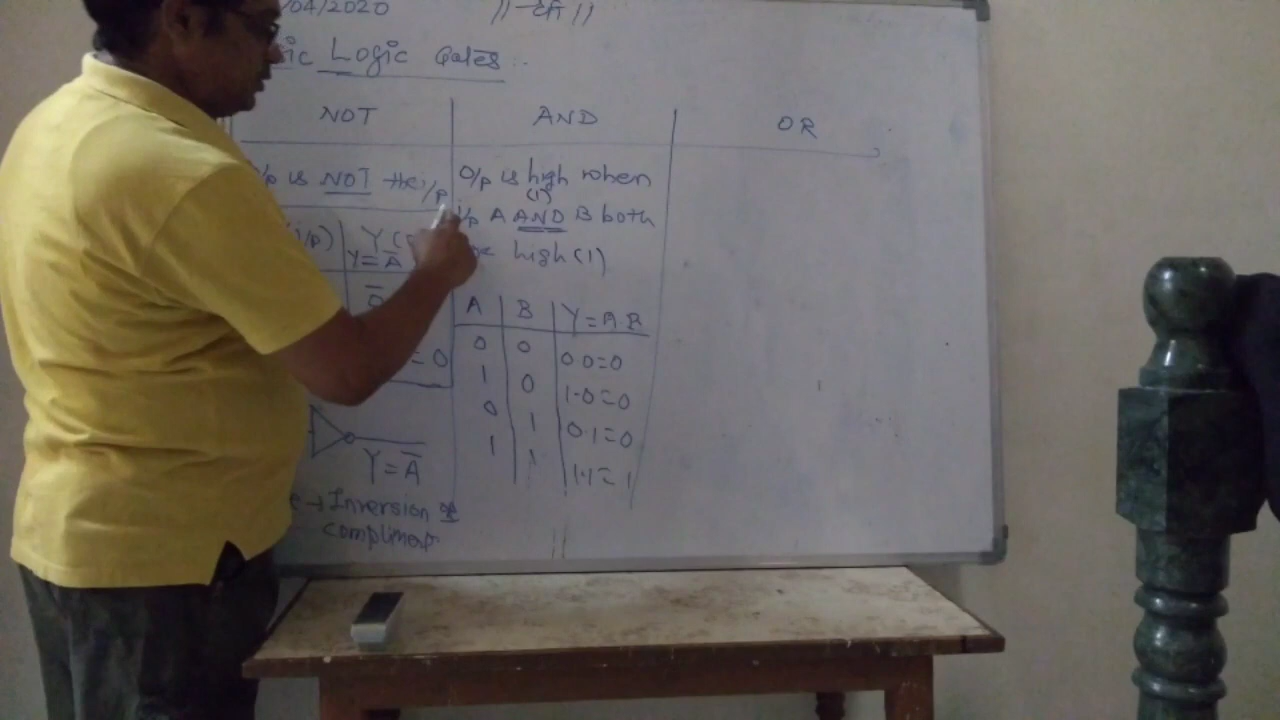 /04/2020 // श्री //
ic Logic Gates
NOT
/p is NOT the i/p
(i/p) Y
Y=A̅
0̅
=0
Y=A̅
→ Inversion or
Compliment
AND
O/p is high when
(1)
i/p A AND B both
high (1)
A B Y=A.B
0 0 0.0=0
1 0 1.0=0
0 1 0.1=0
1 1 1.1=1
OR